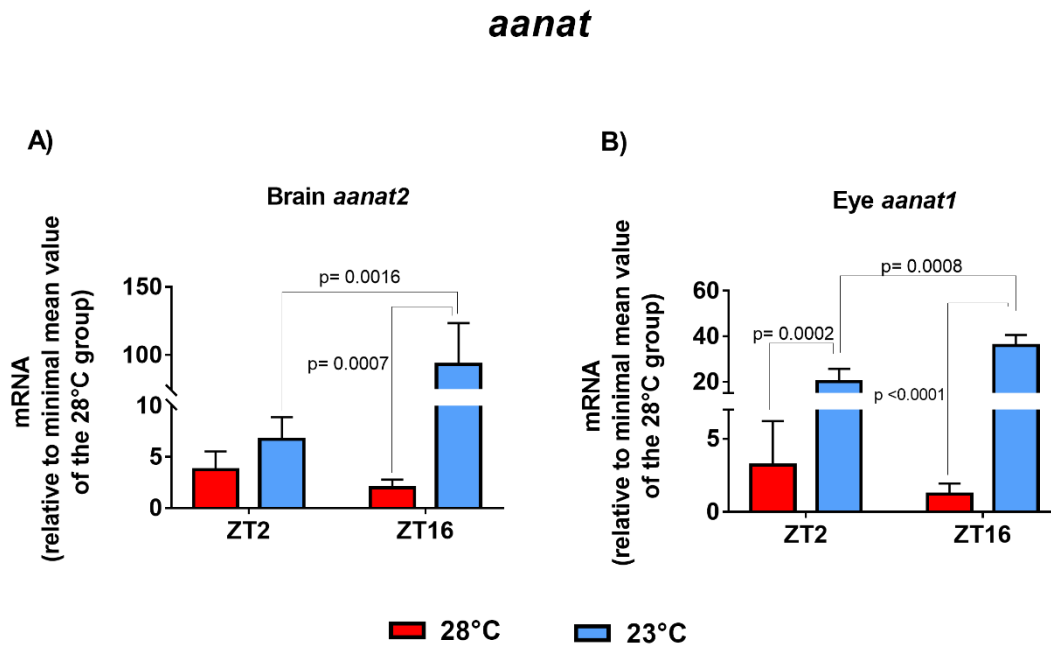 aanat
A)
Brain aanat2
mRNA
(relative to minimal mean value
of the 28°C group)
150
100
10
5
0
p= 0.0016
p= 0.0007
ZT2
ZT16
B)
Eye aanat1
mRNA
(relative to minimal mean value
of the 28°C group)
60
40
20
5
0
p= 0.0008
p= 0.0002
p <0.0001
ZT2
ZT16
28°C
23°C